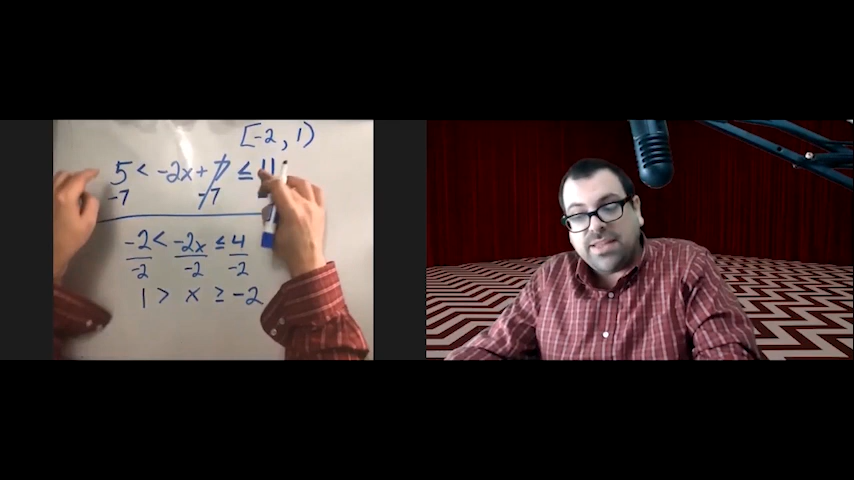 [-2, 1)
5 < -2x + 7 ≤ 11
-7 -7
-2 < -2x ≤ 4
-2 -2 -2
1 > x ≥ -2